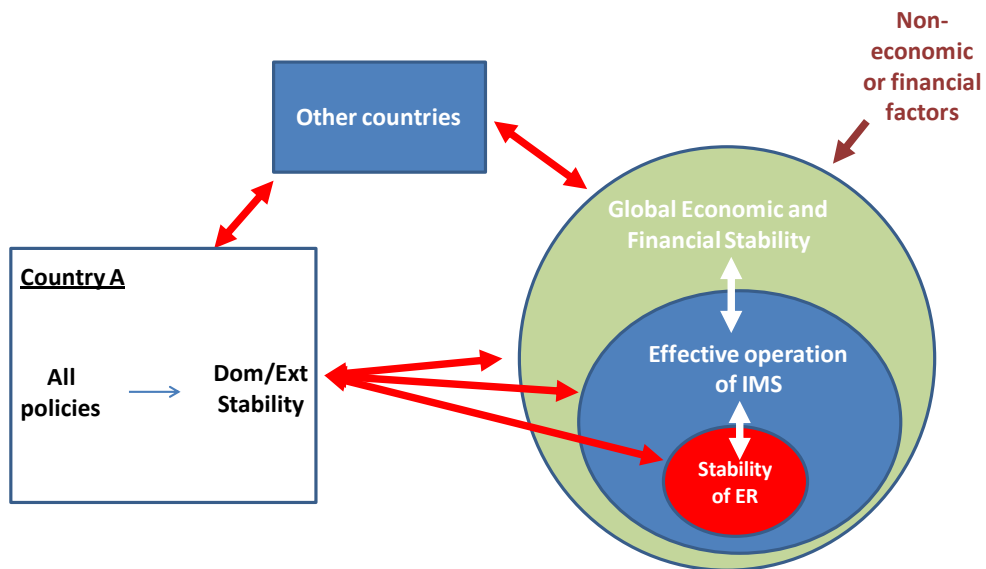 Non-
economic
or financial
factors
Other countries
Global Economic and
Financial Stability
Country A
All
policies
Dom/Ext
Stability
Effective operation
of IMS
Stability
of ER